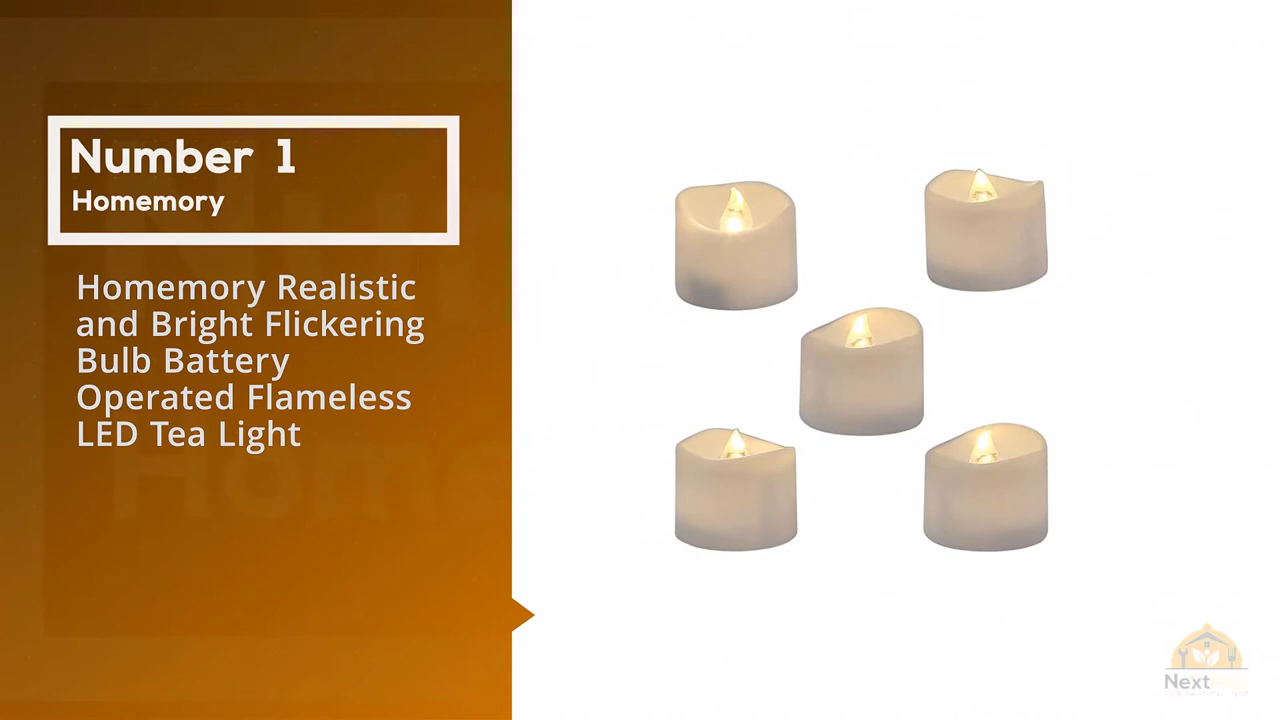 Number 1
Homemory
Homemory Realistic
and Bright Flickering
Bulb Battery
Operated Flameless
LED Tea Light
Next